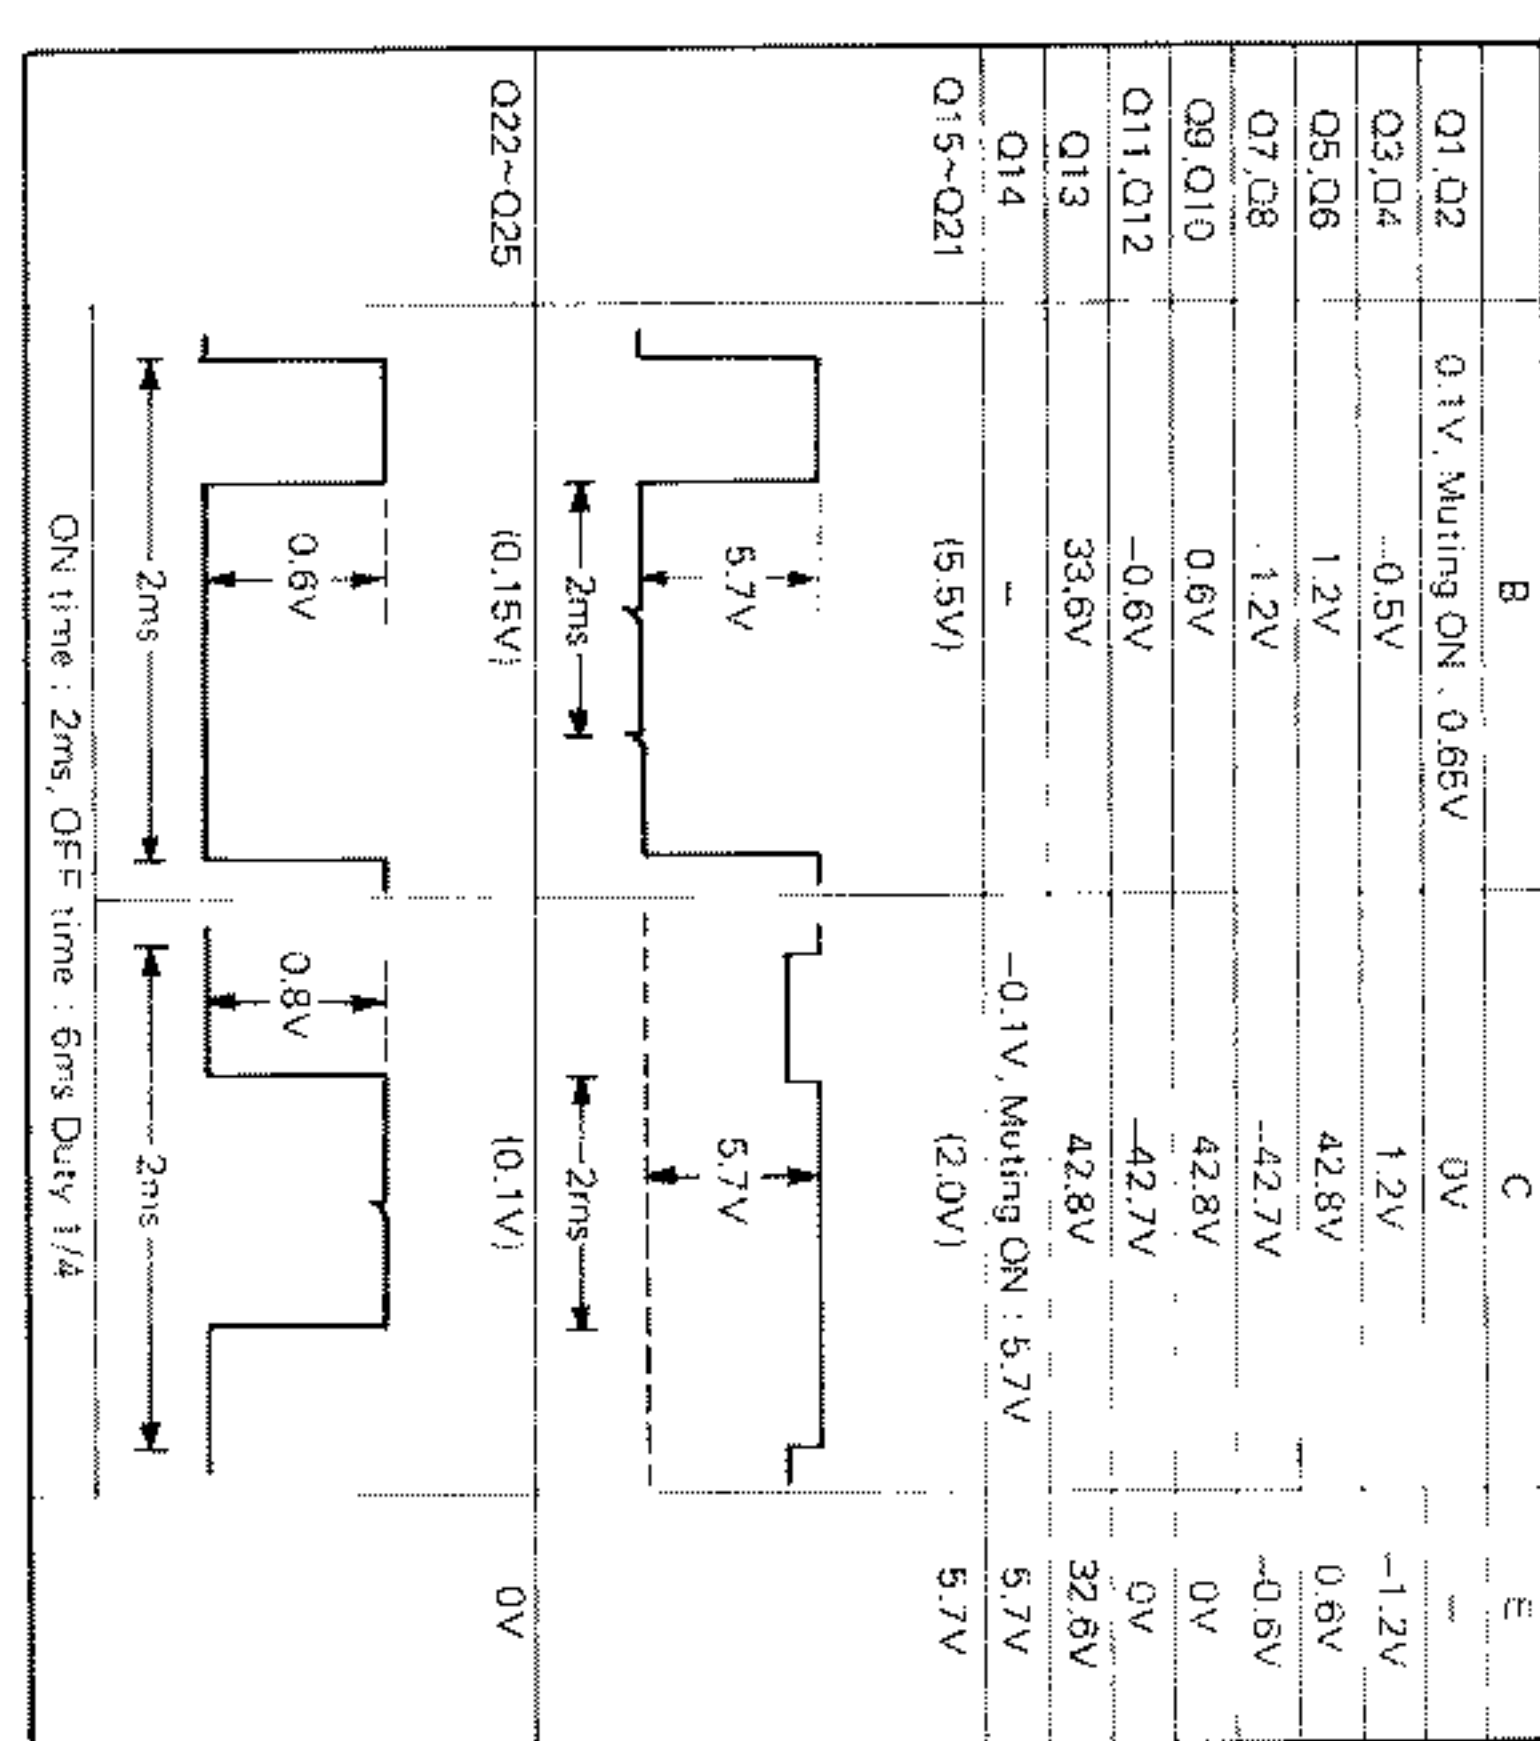 B C E
Q1,Q2 0.1V, Muting ON : 0.65V 0V –
Q3,Q4 -0.5V 1.2V -1.2V
Q5,Q6 1.2V 42.8V 0.6V
Q7,Q8 -1.2V -42.7V -0.6V
Q9,Q10 0.6V 42.8V 0V
Q11,Q12 -0.6V -42.7V 0V
Q13 33.6V 42.8V 32.6V
Q14 – -0.1V, Muting ON : 5.7V 5.7V
Q15~Q21 (5.5V) (2.0V) 5.7V
5.7V 5.7V
2ms 2ms
Q22~Q25 (0.15V) (0.1V) 0V
0.6V 0.8V
2ms 2ms
ON time : 2ms, OFF time : 6ms Duty 1/4